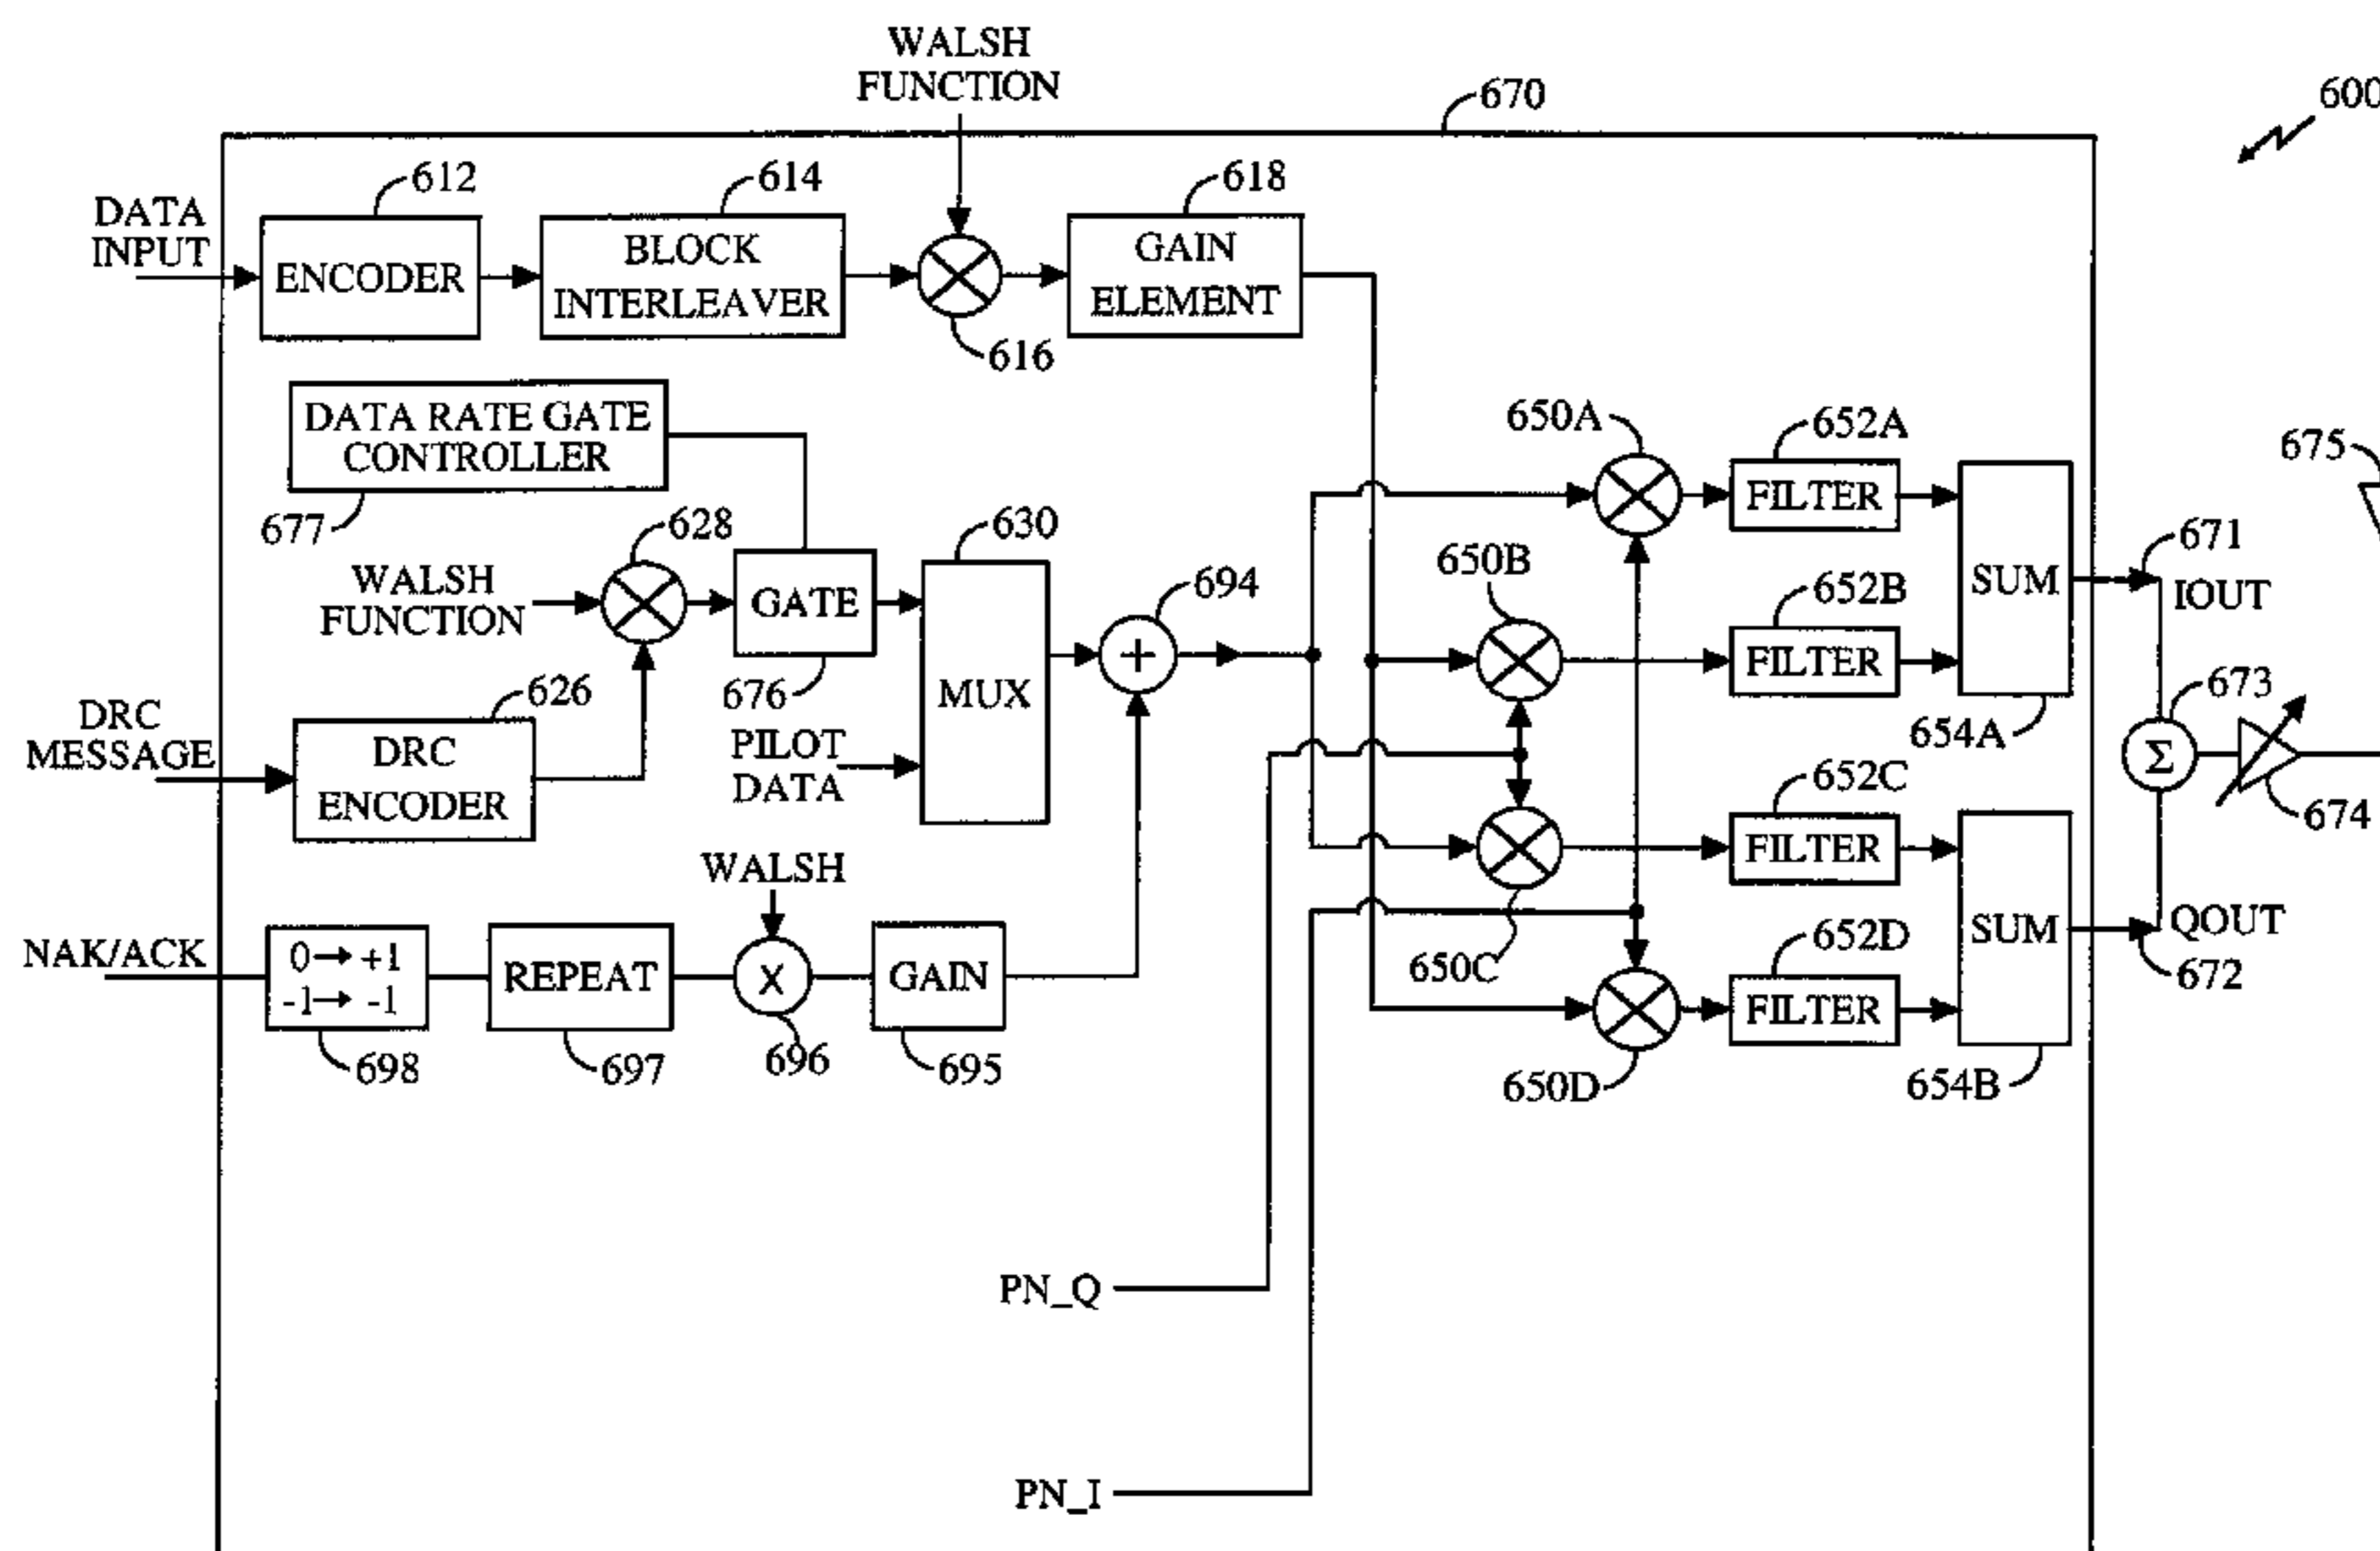 WALSH
FUNCTION
670
600
612
614
618
DATA
INPUT
ENCODER
BLOCK
INTERLEAVER
GAIN
ELEMENT
616
DATA RATE GATE
CONTROLLER
677
628
630
650A
652A
675
FILTER
WALSH
FUNCTION
GATE
676
694
650B
652B
SUM
671
IOUT
FILTER
626
MUX
673
654A
DRC
MESSAGE
DRC
ENCODER
PILOT
DATA
Σ
652C
674
FILTER
WALSH
NAK/ACK
0→ +1
-1→ -1
REPEAT
X
GAIN
650C
652D
SUM
QOUT
672
FILTER
698
697
696
695
650D
654B
PN_Q
PN_I